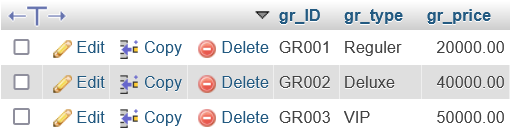 gr_ID gr_type gr_price
Edit Copy Delete GR001 Reguler 20000.00
Edit Copy Delete GR002 Deluxe 40000.00
Edit Copy Delete GR003 VIP 50000.00